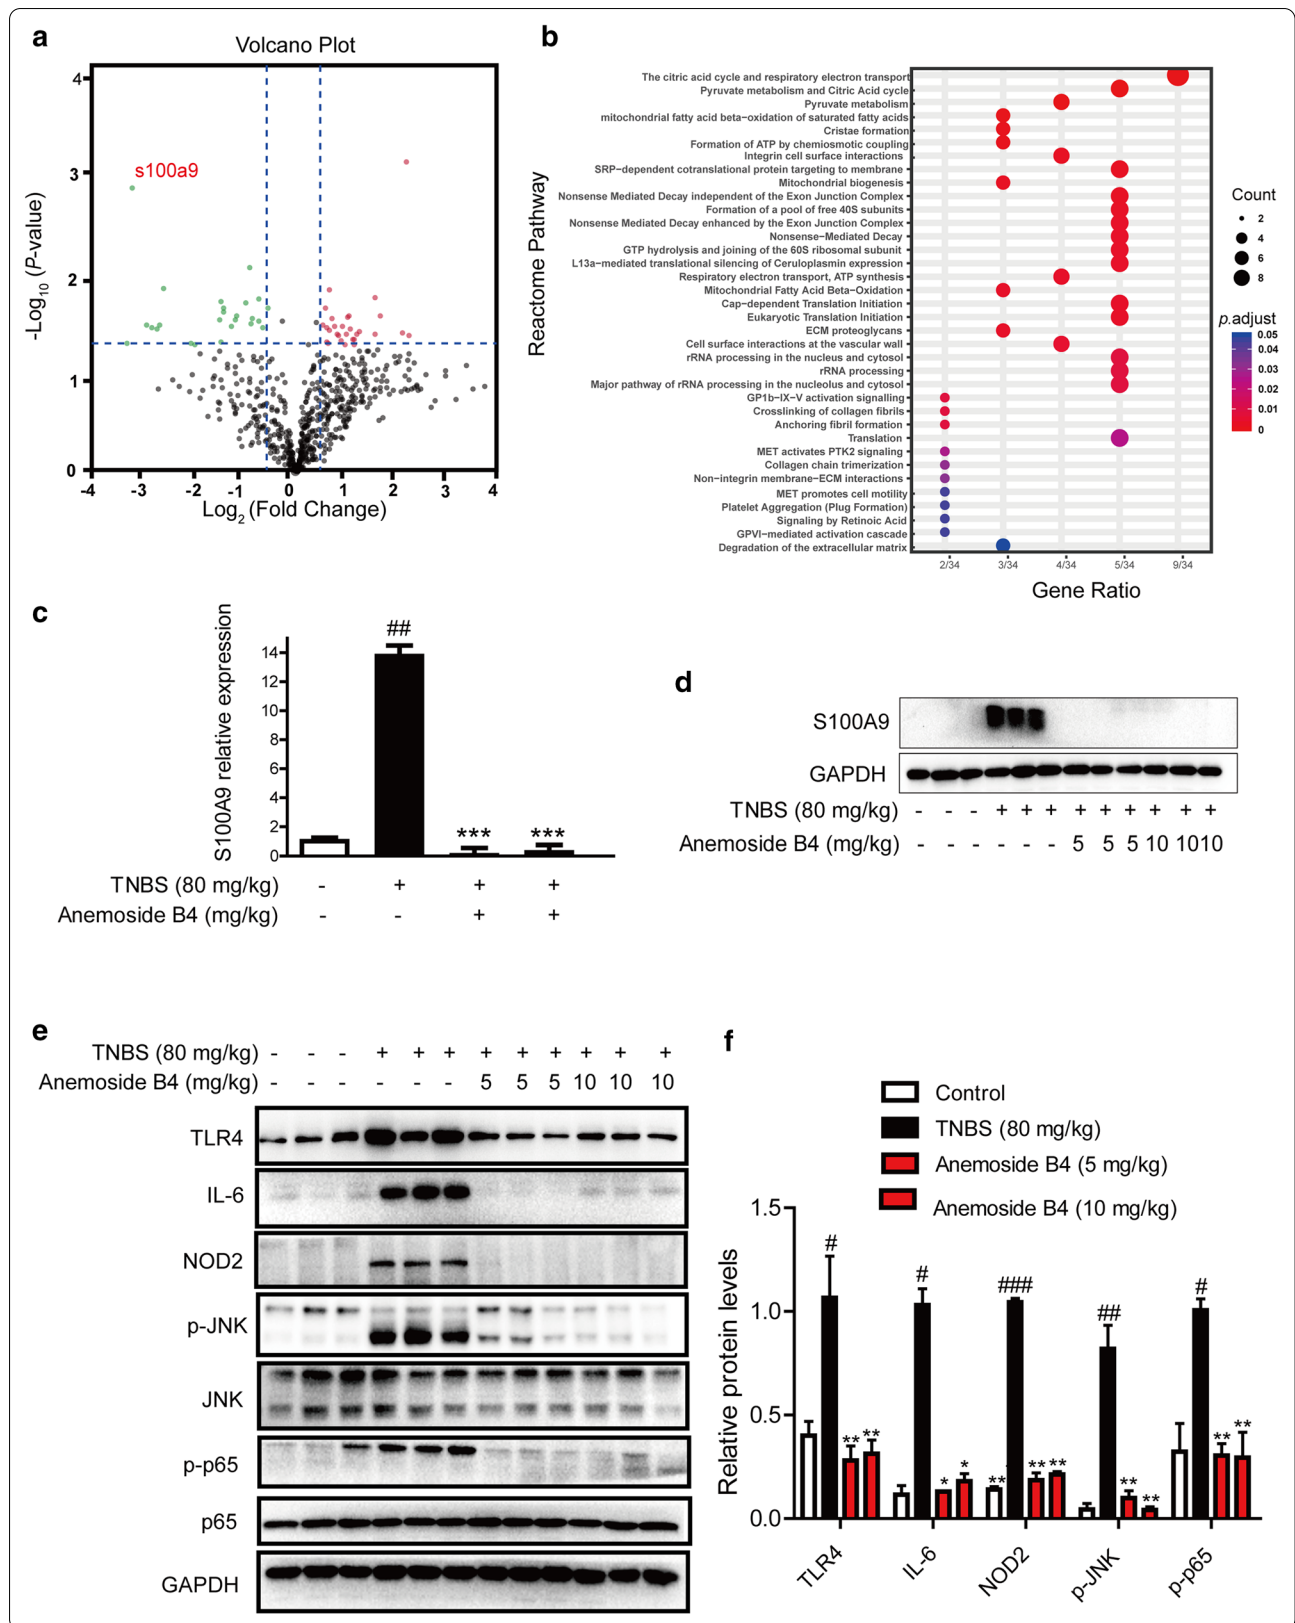 a
Volcano Plot
s100a9
4
3
2
1
0
-Log10 (P-value)
-4 -3 -2 -1 0 1 2 3 4
Log2 (Fold Change)
b
Reactome Pathway
The citric acid cycle and respiratory electron transport
Pyruvate metabolism and Citric Acid cycle
Pyruvate metabolism
mitochondrial fatty acid beta-oxidation of saturated fatty acids
Cristae formation
Formation of ATP by chemiosmotic coupling
Integrin cell surface interactions
SRP-dependent cotranslational protein targeting to membrane
Mitochondrial biogenesis
Nonsense Mediated Decay independent of the Exon Junction Complex
Formation of a pool of free 40S subunits
Nonsense Mediated Decay enhanced by the Exon Junction Complex
Nonsense-Mediated Decay
GTP hydrolysis and joining of the 60S ribosomal subunit
L13a-mediated translational silencing of Ceruloplasmin expression
Respiratory electron transport, ATP synthesis
Mitochondrial Fatty Acid Beta-Oxidation
Cap-dependent Translation Initiation
Eukaryotic Translation Initiation
ECM proteoglycans
Cell surface interactions at the vascular wall
rRNA processing in the nucleus and cytosol
rRNA processing
Major pathway of rRNA processing in the nucleolus and cytosol
GP1b-IX-V activation signalling
Crosslinking of collagen fibrils
Anchoring fibril formation
Translation
MET activates PTK2 signaling
Collagen chain trimerization
Non-integrin membrane-ECM interactions
MET promotes cell motility
Platelet Aggregation (Plug Formation)
Signaling by Retinoic Acid
GPVI-mediated activation cascade
Degradation of the extracellular matrix
2/34 3/34 4/34 5/34 9/34
Gene Ratio
Count
2
4
6
8
p.adjust
0.05
0.04
0.03
0.02
0.01
0
c
S100A9 relative expression
14
12
10
8
6
4
2
0
##
*** ***
TNBS (80 mg/kg) - + + +
Anemoside B4 (mg/kg) - - + +
d
S100A9
GAPDH
TNBS (80 mg/kg) - - - + + + + + + + + +
Anemoside B4 (mg/kg) - - - - - - 5 5 5 10 10 10
e
TNBS (80 mg/kg) - - - + + + + + + + + +
Anemoside B4 (mg/kg) - - - - - - 5 5 5 10 10 10
TLR4
IL-6
NOD2
p-JNK
JNK
p-p65
p65
GAPDH
f
Control
TNBS (80 mg/kg)
Anemoside B4 (5 mg/kg)
Anemoside B4 (10 mg/kg)
Relative protein levels
1.5
1.0
0.5
0.0
# # ### ## #
** ** * * ** ** ** ** ** ** **
TLR4 IL-6 NOD2 p-JNK p-p65